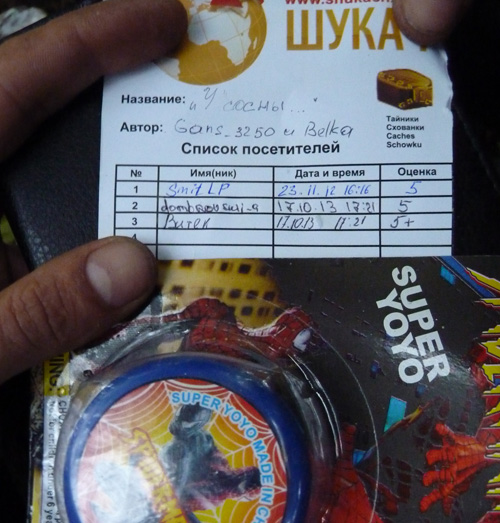 www.shukach.
ШУКА
Название: "У сосны..."
Автор: Gans_3250 и Belka
Тайники
Схованки
Caches
Schowku
Список посетителей
№ Имя(ник) Дата и время Оценка
1 Smit LP 23.11.12 16:16 5
2 17.10.13 17:21 5
3 Витек 17.10.13 17:21 5+
4
SUPER
YOYO
SUPER YOYO MADE IN C